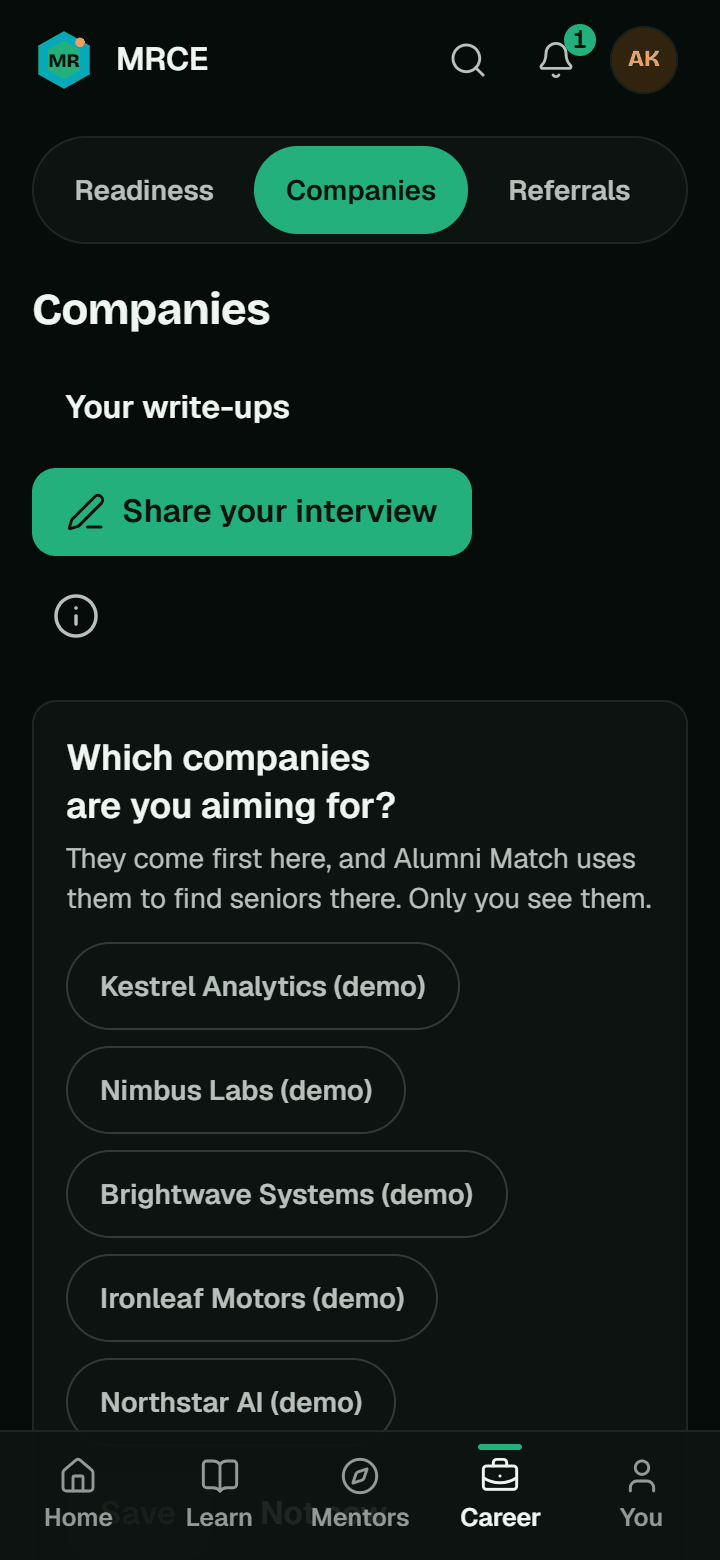 MR MRCE 1 AK
Readiness Companies Referrals
Companies
Your write-ups
Share your interview
Which companies
are you aiming for?
They come first here, and Alumni Match uses
them to find seniors there. Only you see them.
Kestrel Analytics (demo)
Nimbus Labs (demo)
Brightwave Systems (demo)
Ironleaf Motors (demo)
Northstar AI (demo)
Save Not now
Home Learn Mentors Career You